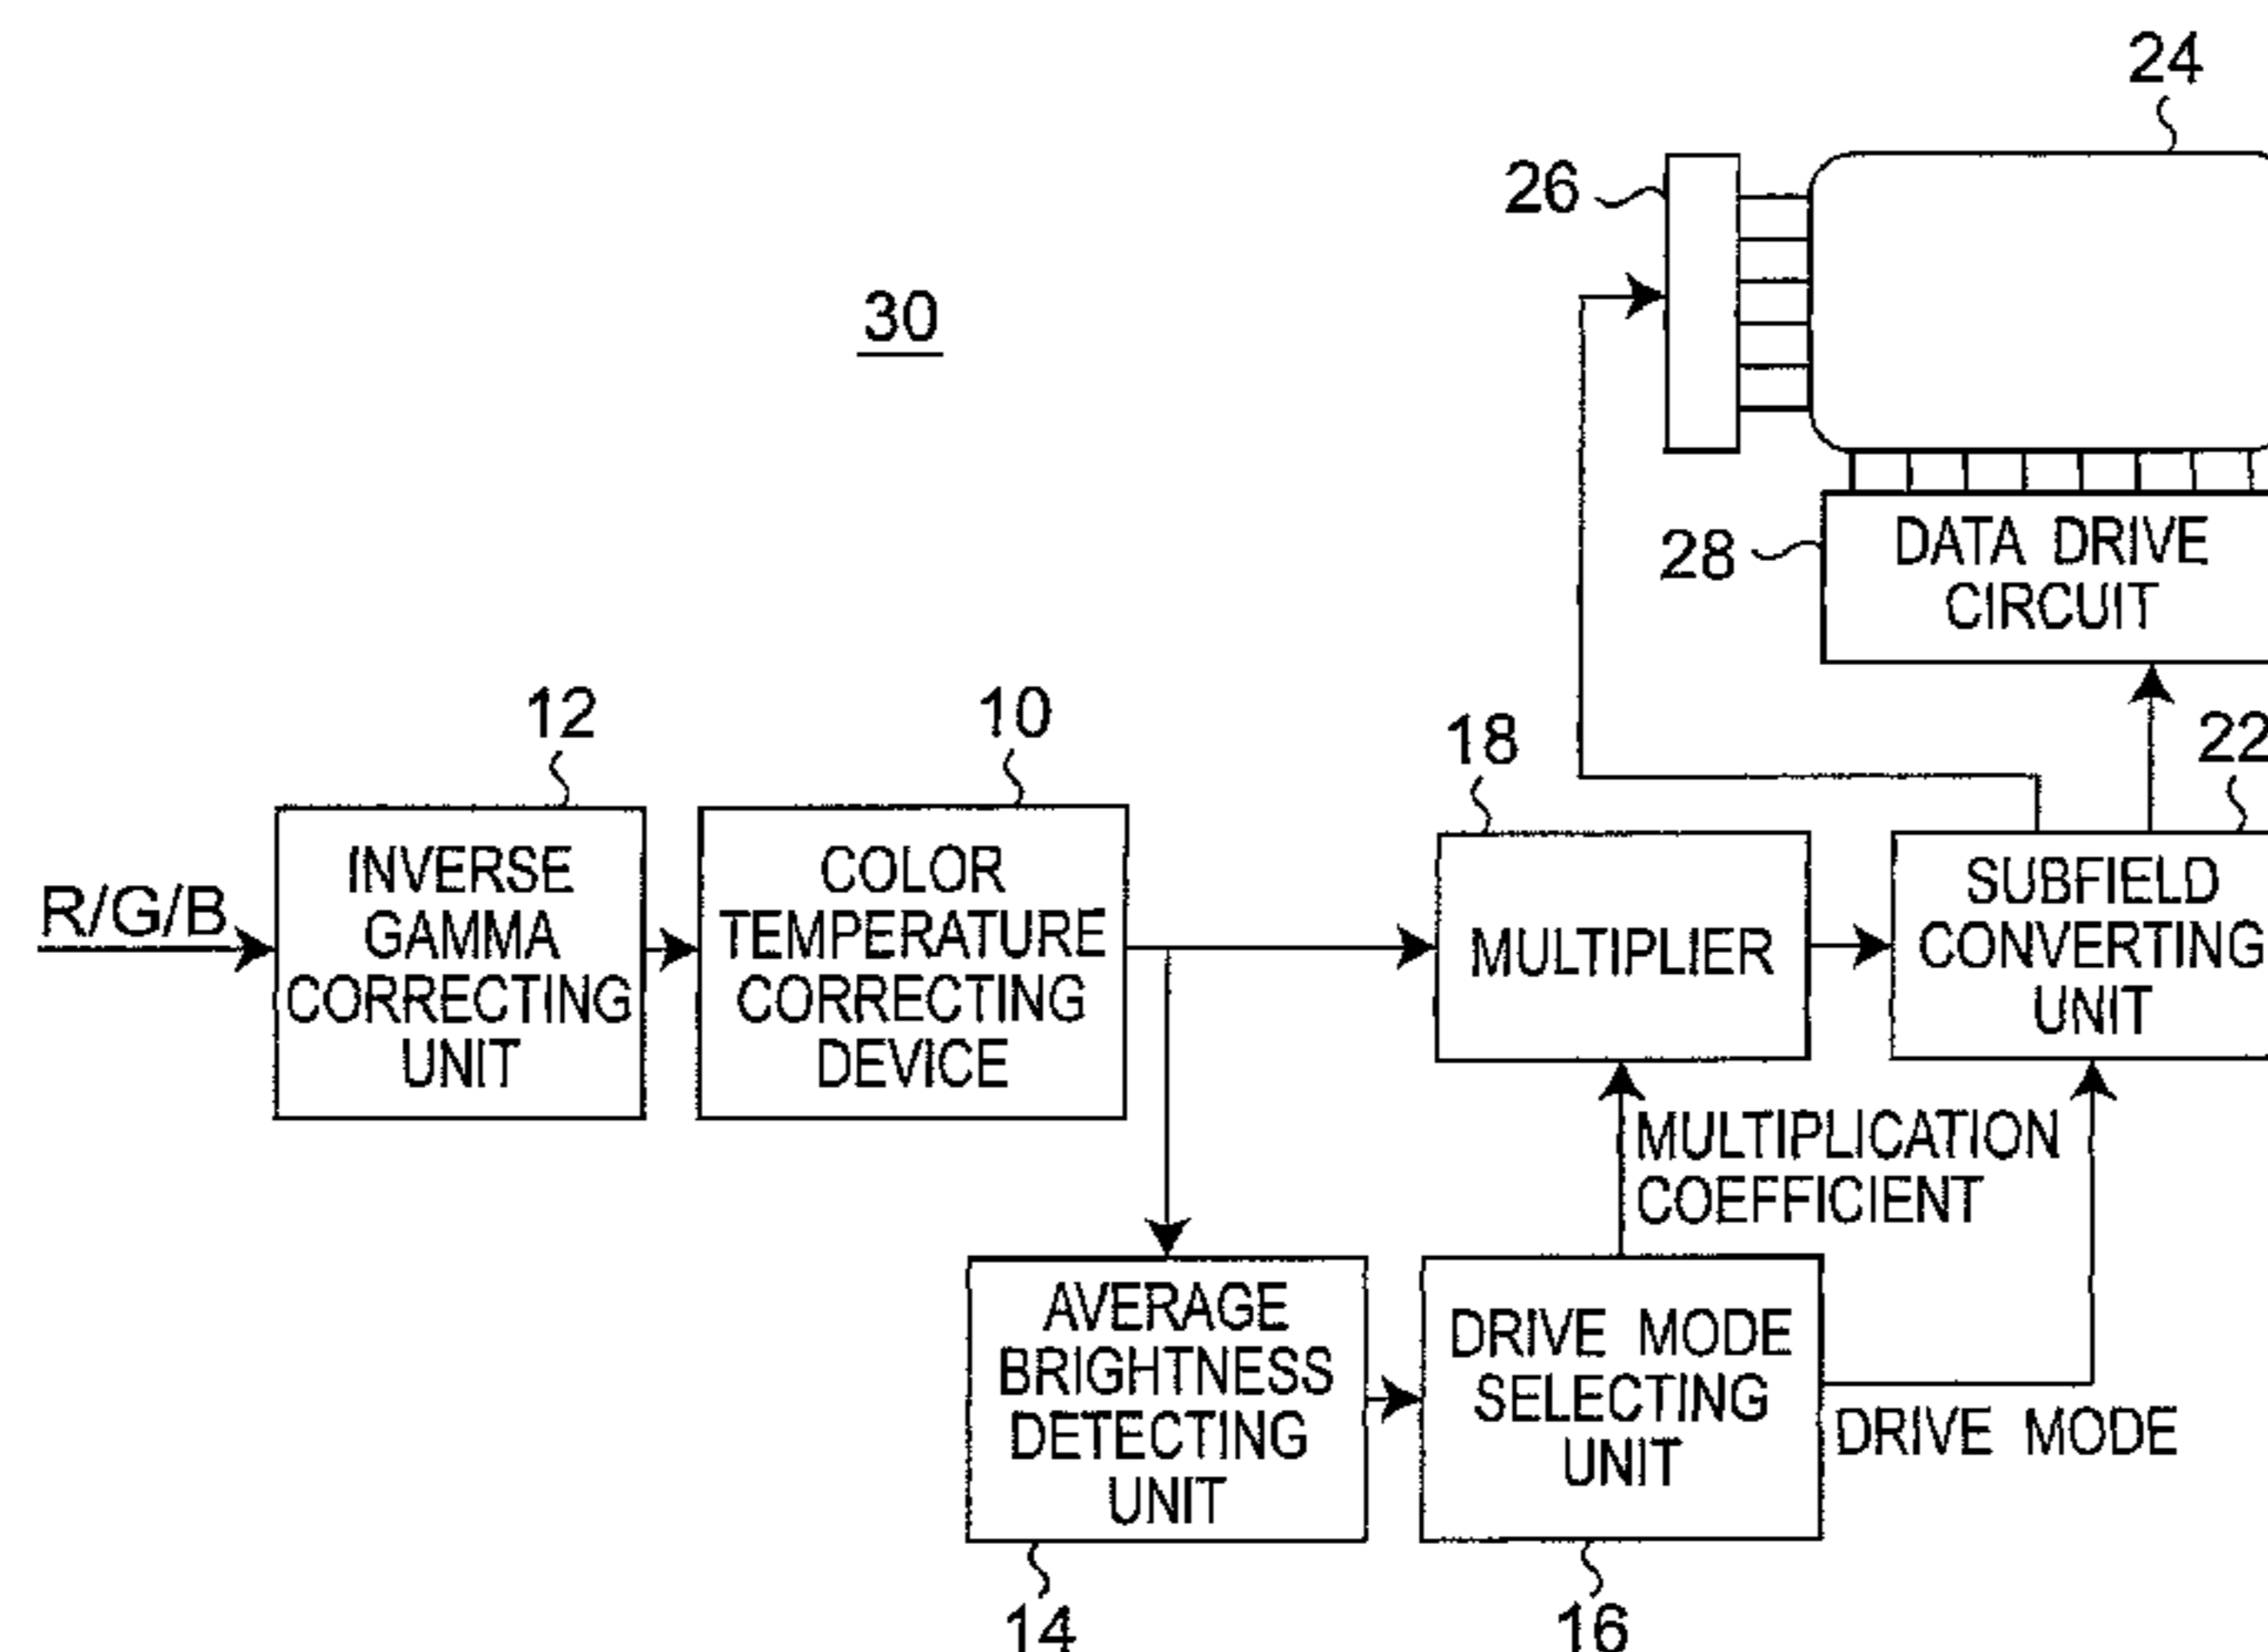 24
26
30
28
DATA DRIVE
CIRCUIT
12
10
18
22
R/G/B
INVERSE
GAMMA
CORRECTING
UNIT
COLOR
TEMPERATURE
CORRECTING
DEVICE
MULTIPLIER
SUBFIELD
CONVERTING
UNIT
MULTIPLICATION
COEFFICIENT
AVERAGE
BRIGHTNESS
DETECTING
UNIT
DRIVE MODE
SELECTING
UNIT
DRIVE MODE
14
16